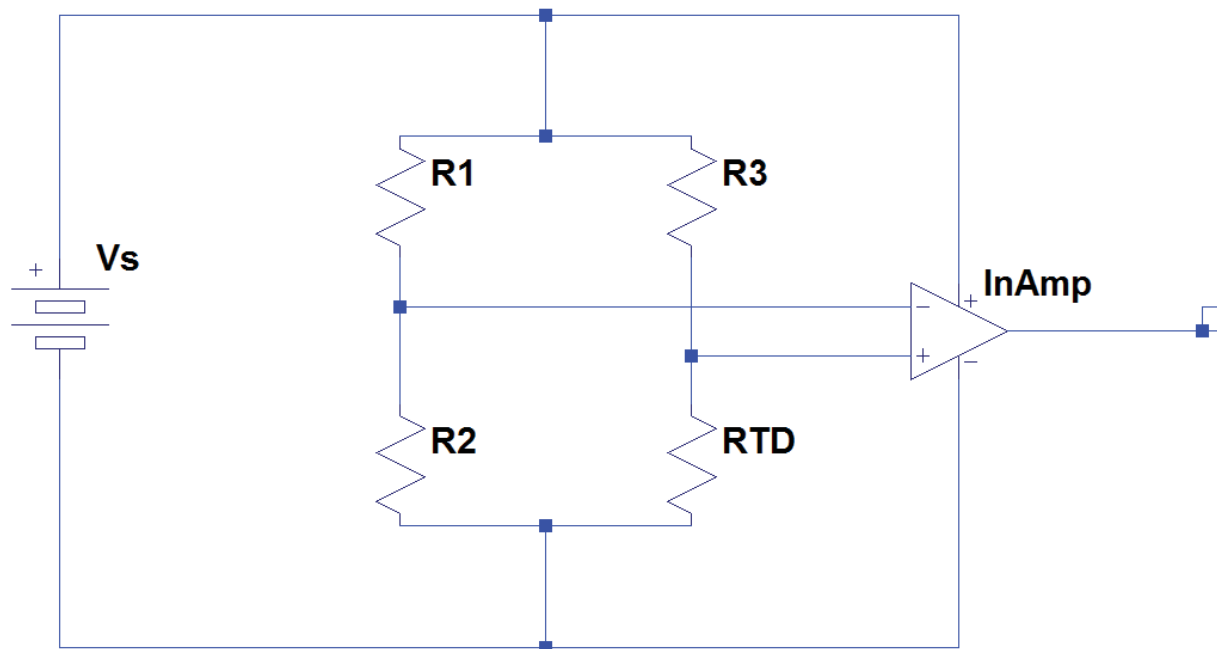 R1
R3
+
Vs
InAmp
−
+
+
−
R2
RTD